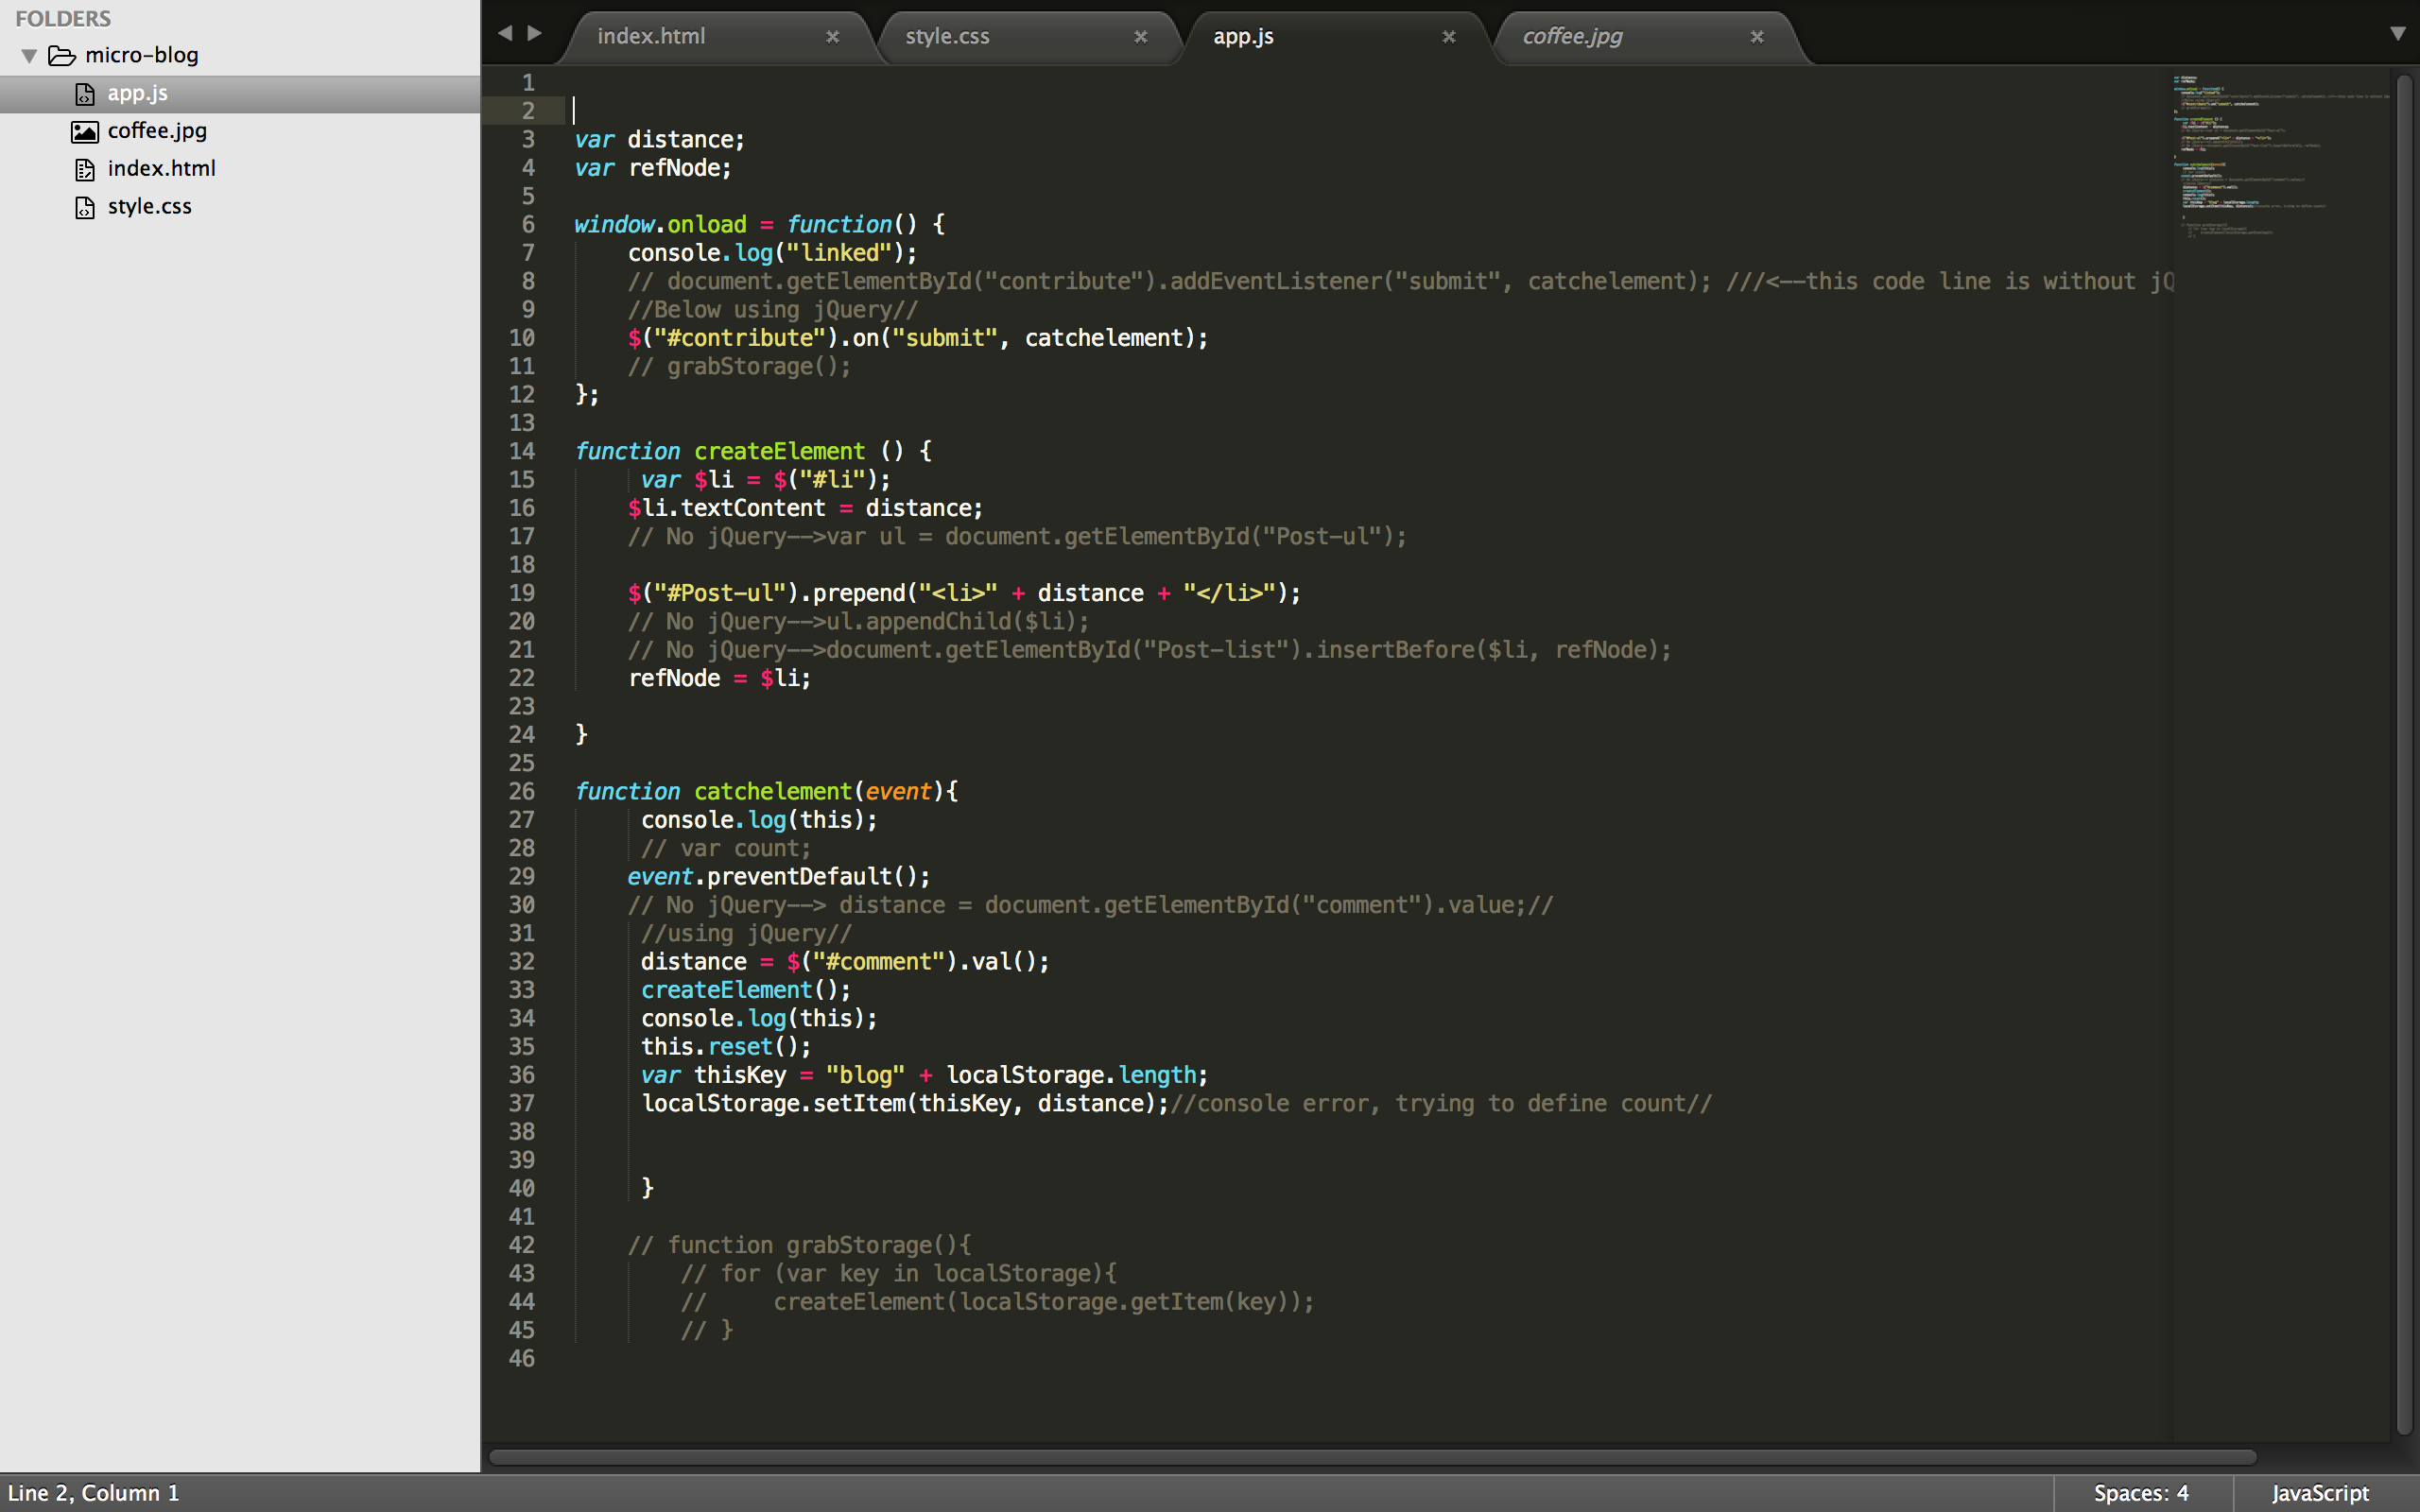 FOLDERS
micro-blog
app.js
coffee.jpg
index.html
style.css
index.html
style.css
app.js
coffee.jpg
1
2
3 var distance;
4 var refNode;
5
6 window.onload = function() {
7 console.log("linked");
8 // document.getElementById("contribute").addEventListener("submit", catchelement); ///<--this code line is without jQ
9 //Below using jQuery//
10 $("#contribute").on("submit", catchelement);
11 // grabStorage();
12 };
13
14 function createElement () {
15 var $li = $("#li");
16 $li.textContent = distance;
17 // No jQuery-->var ul = document.getElementById("Post-ul");
18
19 $("#Post-ul").prepend("<li>" + distance + "</li>");
20 // No jQuery-->ul.appendChild($li);
21 // No jQuery-->document.getElementById("Post-list").insertBefore($li, refNode);
22 refNode = $li;
23
24 }
25
26 function catchelement(event){
27 console.log(this);
28 // var count;
29 event.preventDefault();
30 // No jQuery--> distance = document.getElementById("comment").value;//
31 //using jQuery//
32 distance = $("#comment").val();
33 createElement();
34 console.log(this);
35 this.reset();
36 var thisKey = "blog" + localStorage.length;
37 localStorage.setItem(thisKey, distance);//console error, trying to define count//
38
39
40 }
41
42 // function grabStorage(){
43 // for (var key in localStorage){
44 // createElement(localStorage.getItem(key));
45 // }
46
Line 2, Column 1
Spaces: 4
JavaScript